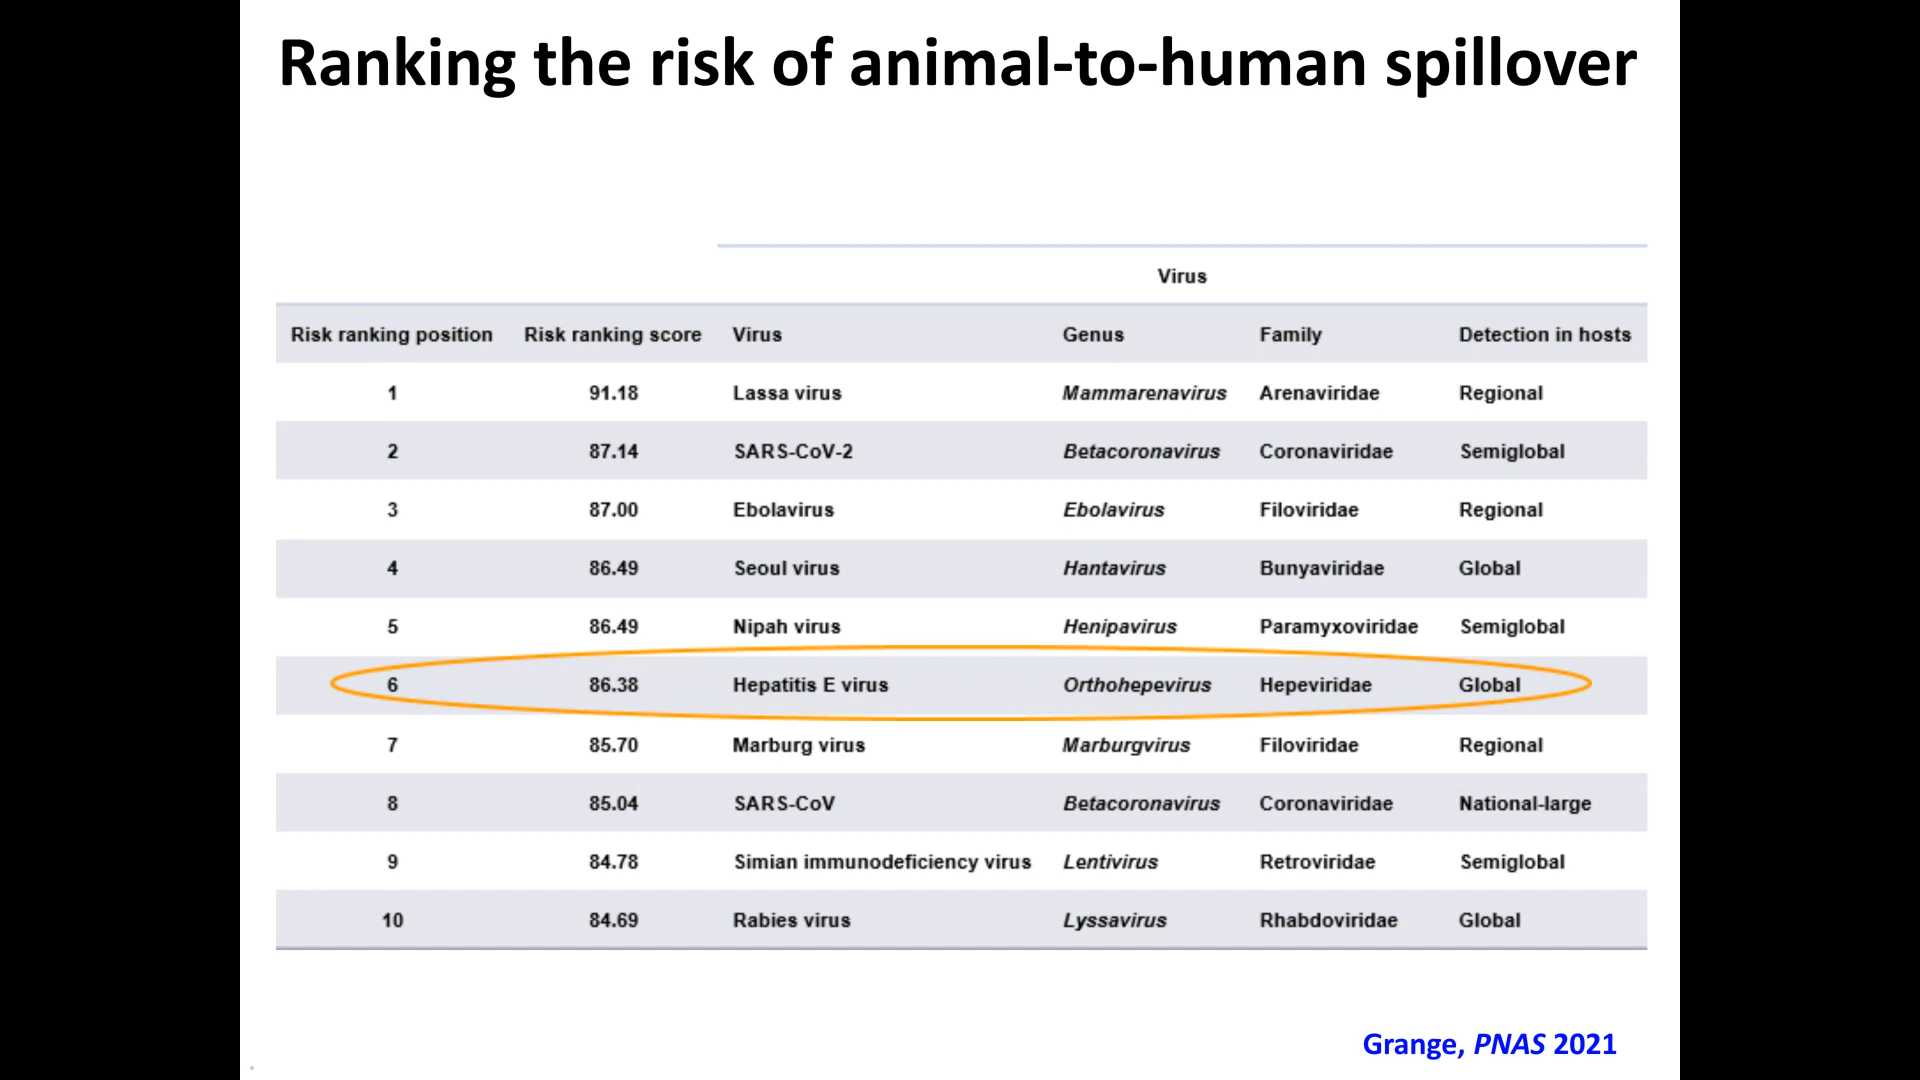 Ranking the risk of animal-to-human spillover
Virus
Risk ranking position Risk ranking score Virus Genus Family Detection in hosts
1 91.18 Lassa virus Mammarenavirus Arenaviridae Regional
2 87.14 SARS-CoV-2 Betacoronavirus Coronaviridae Semiglobal
3 87.00 Ebolavirus Ebolavirus Filoviridae Regional
4 86.49 Seoul virus Hantavirus Bunyaviridae Global
5 86.49 Nipah virus Henipavirus Paramyxoviridae Semiglobal
6 86.38 Hepatitis E virus Orthohepevirus Hepeviridae Global
7 85.70 Marburg virus Marburgvirus Filoviridae Regional
8 85.04 SARS-CoV Betacoronavirus Coronaviridae National-large
9 84.78 Simian immunodeficiency virus Lentivirus Retroviridae Semiglobal
10 84.69 Rabies virus Lyssavirus Rhabdoviridae Global
Grange, PNAS 2021